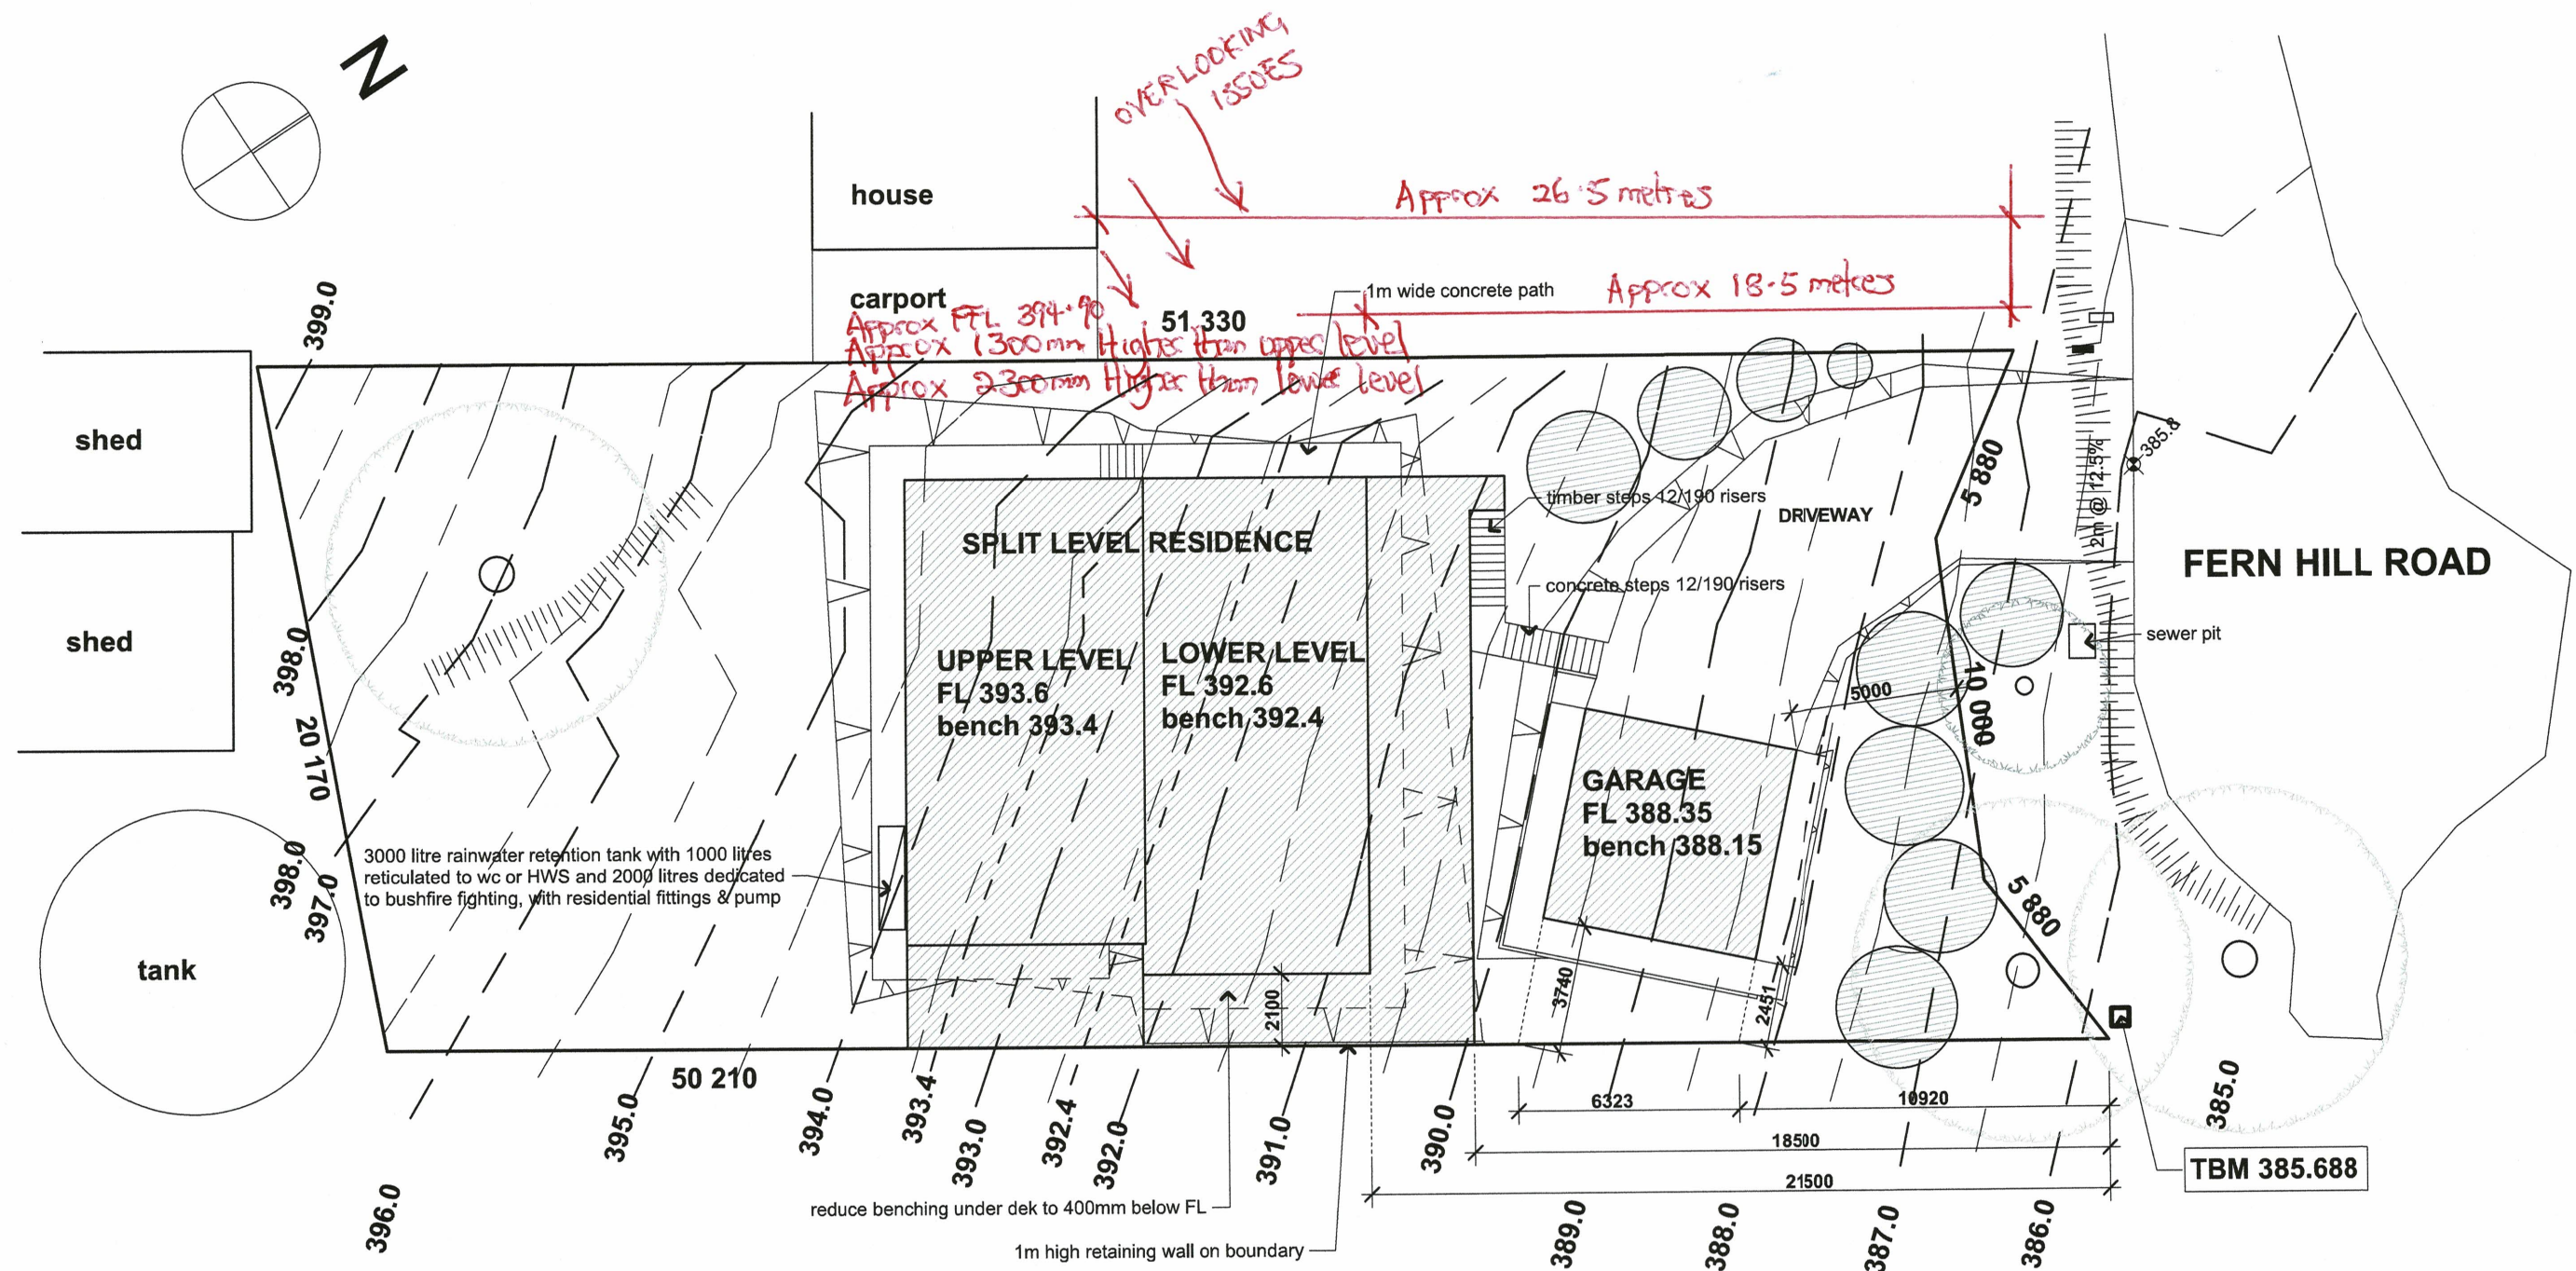 N
OVERLOOKING
ISSUES
house
Approx 26.5 metres
carport
1m wide concrete path
Approx 18.5 metres
Approx FFL 394.90
51 330
Approx 1300mm Higher than upper level
Approx 2300mm Higher than lower level
399.0
shed
385.8
5 880
2m @ 12.5%
timber steps 12/190 risers
DRIVEWAY
SPLIT LEVEL RESIDENCE
FERN HILL ROAD
concrete steps 12/190 risers
shed
398.0
sewer pit
UPPER LEVEL
FL 393.6
bench 393.4
LOWER LEVEL
FL 392.6
bench 392.4
5000
10 000
20 170
GARAGE
FL 388.35
bench 388.15
398.0
397.0
3000 litre rainwater retention tank with 1000 litres
reticulated to wc or HWS and 2000 litres dedicated
to bushfire fighting, with residential fittings & pump
5 880
tank
2100
3740
2451
50 210
6323
10920
18500
21500
385.0
TBM 385.688
396.0
395.0
394.0
393.4
393.0
392.4
392.0
391.0
390.0
389.0
388.0
387.0
386.0
reduce benching under dek to 400mm below FL
1m high retaining wall on boundary